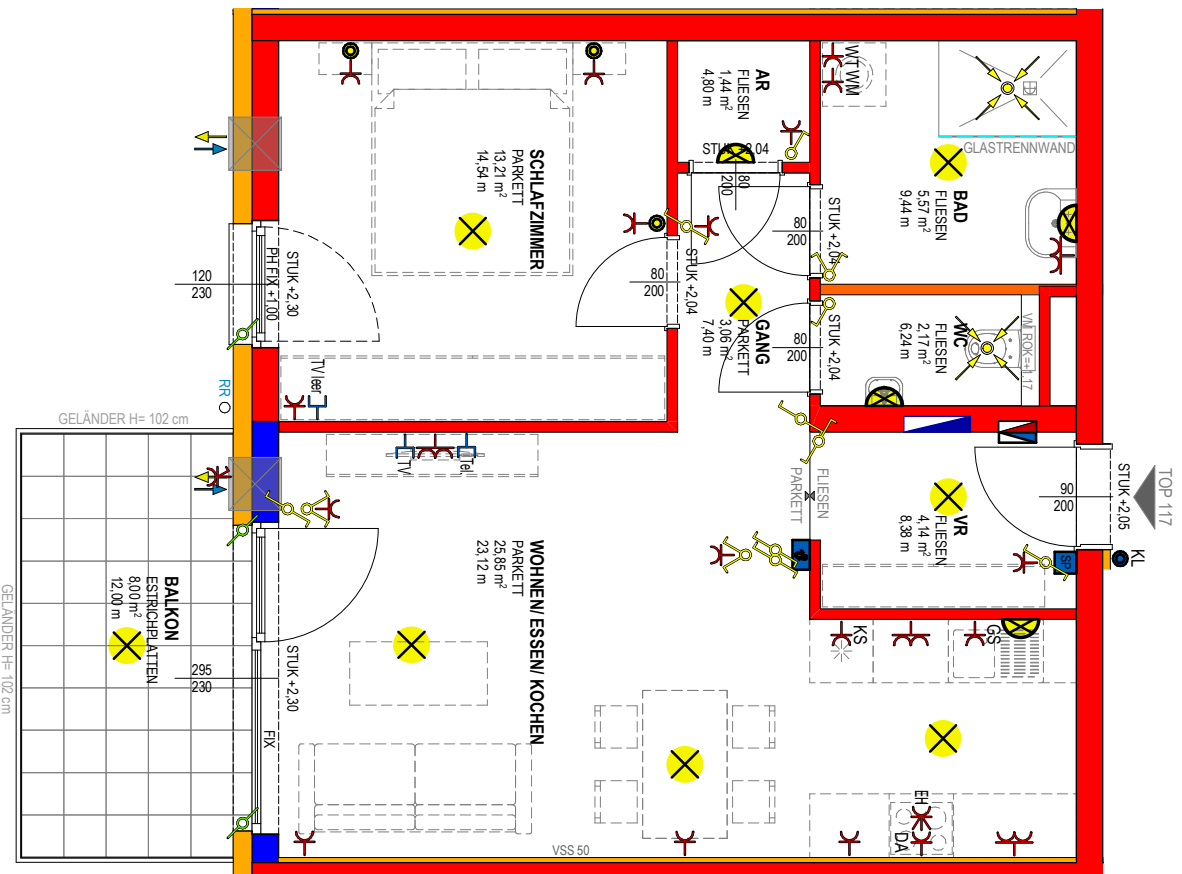 WT WM
AR
FLIESEN
1,44 m²
4,80 m
STUK +2,04
80
200
GLASTRENNWAND
BAD
FLIESEN
5,57 m²
9,44 m
SCHLAFZIMMER
PARKETT
13,21 m²
14,54 m
STUK +2,04
80
200
STUK +2,04
80
200
STUK +2,30
PH FIX +1,00
120
230
GANG
PARKETT
3,06 m²
7,40 m
STUK +2,04
80
200
WC
FLIESEN
2,17 m²
6,24 m
TV leer
RR
GELÄNDER H= 102 cm
TV
Tel.
FLIESEN
PARKETT
VR
FLIESEN
4,14 m²
8,38 m
90
200
STUK +2,05
TOP 117
KL
SP
WOHNEN/ ESSEN/ KOCHEN
PARKETT
25,85 m²
23,12 m
BALKON
ESTRICHPLATTEN
8,00 m²
12,00 m
GELÄNDER H= 102 cm
295
230
STUK +2,30
FIX
KS
GS
EH
DA
VSS 50